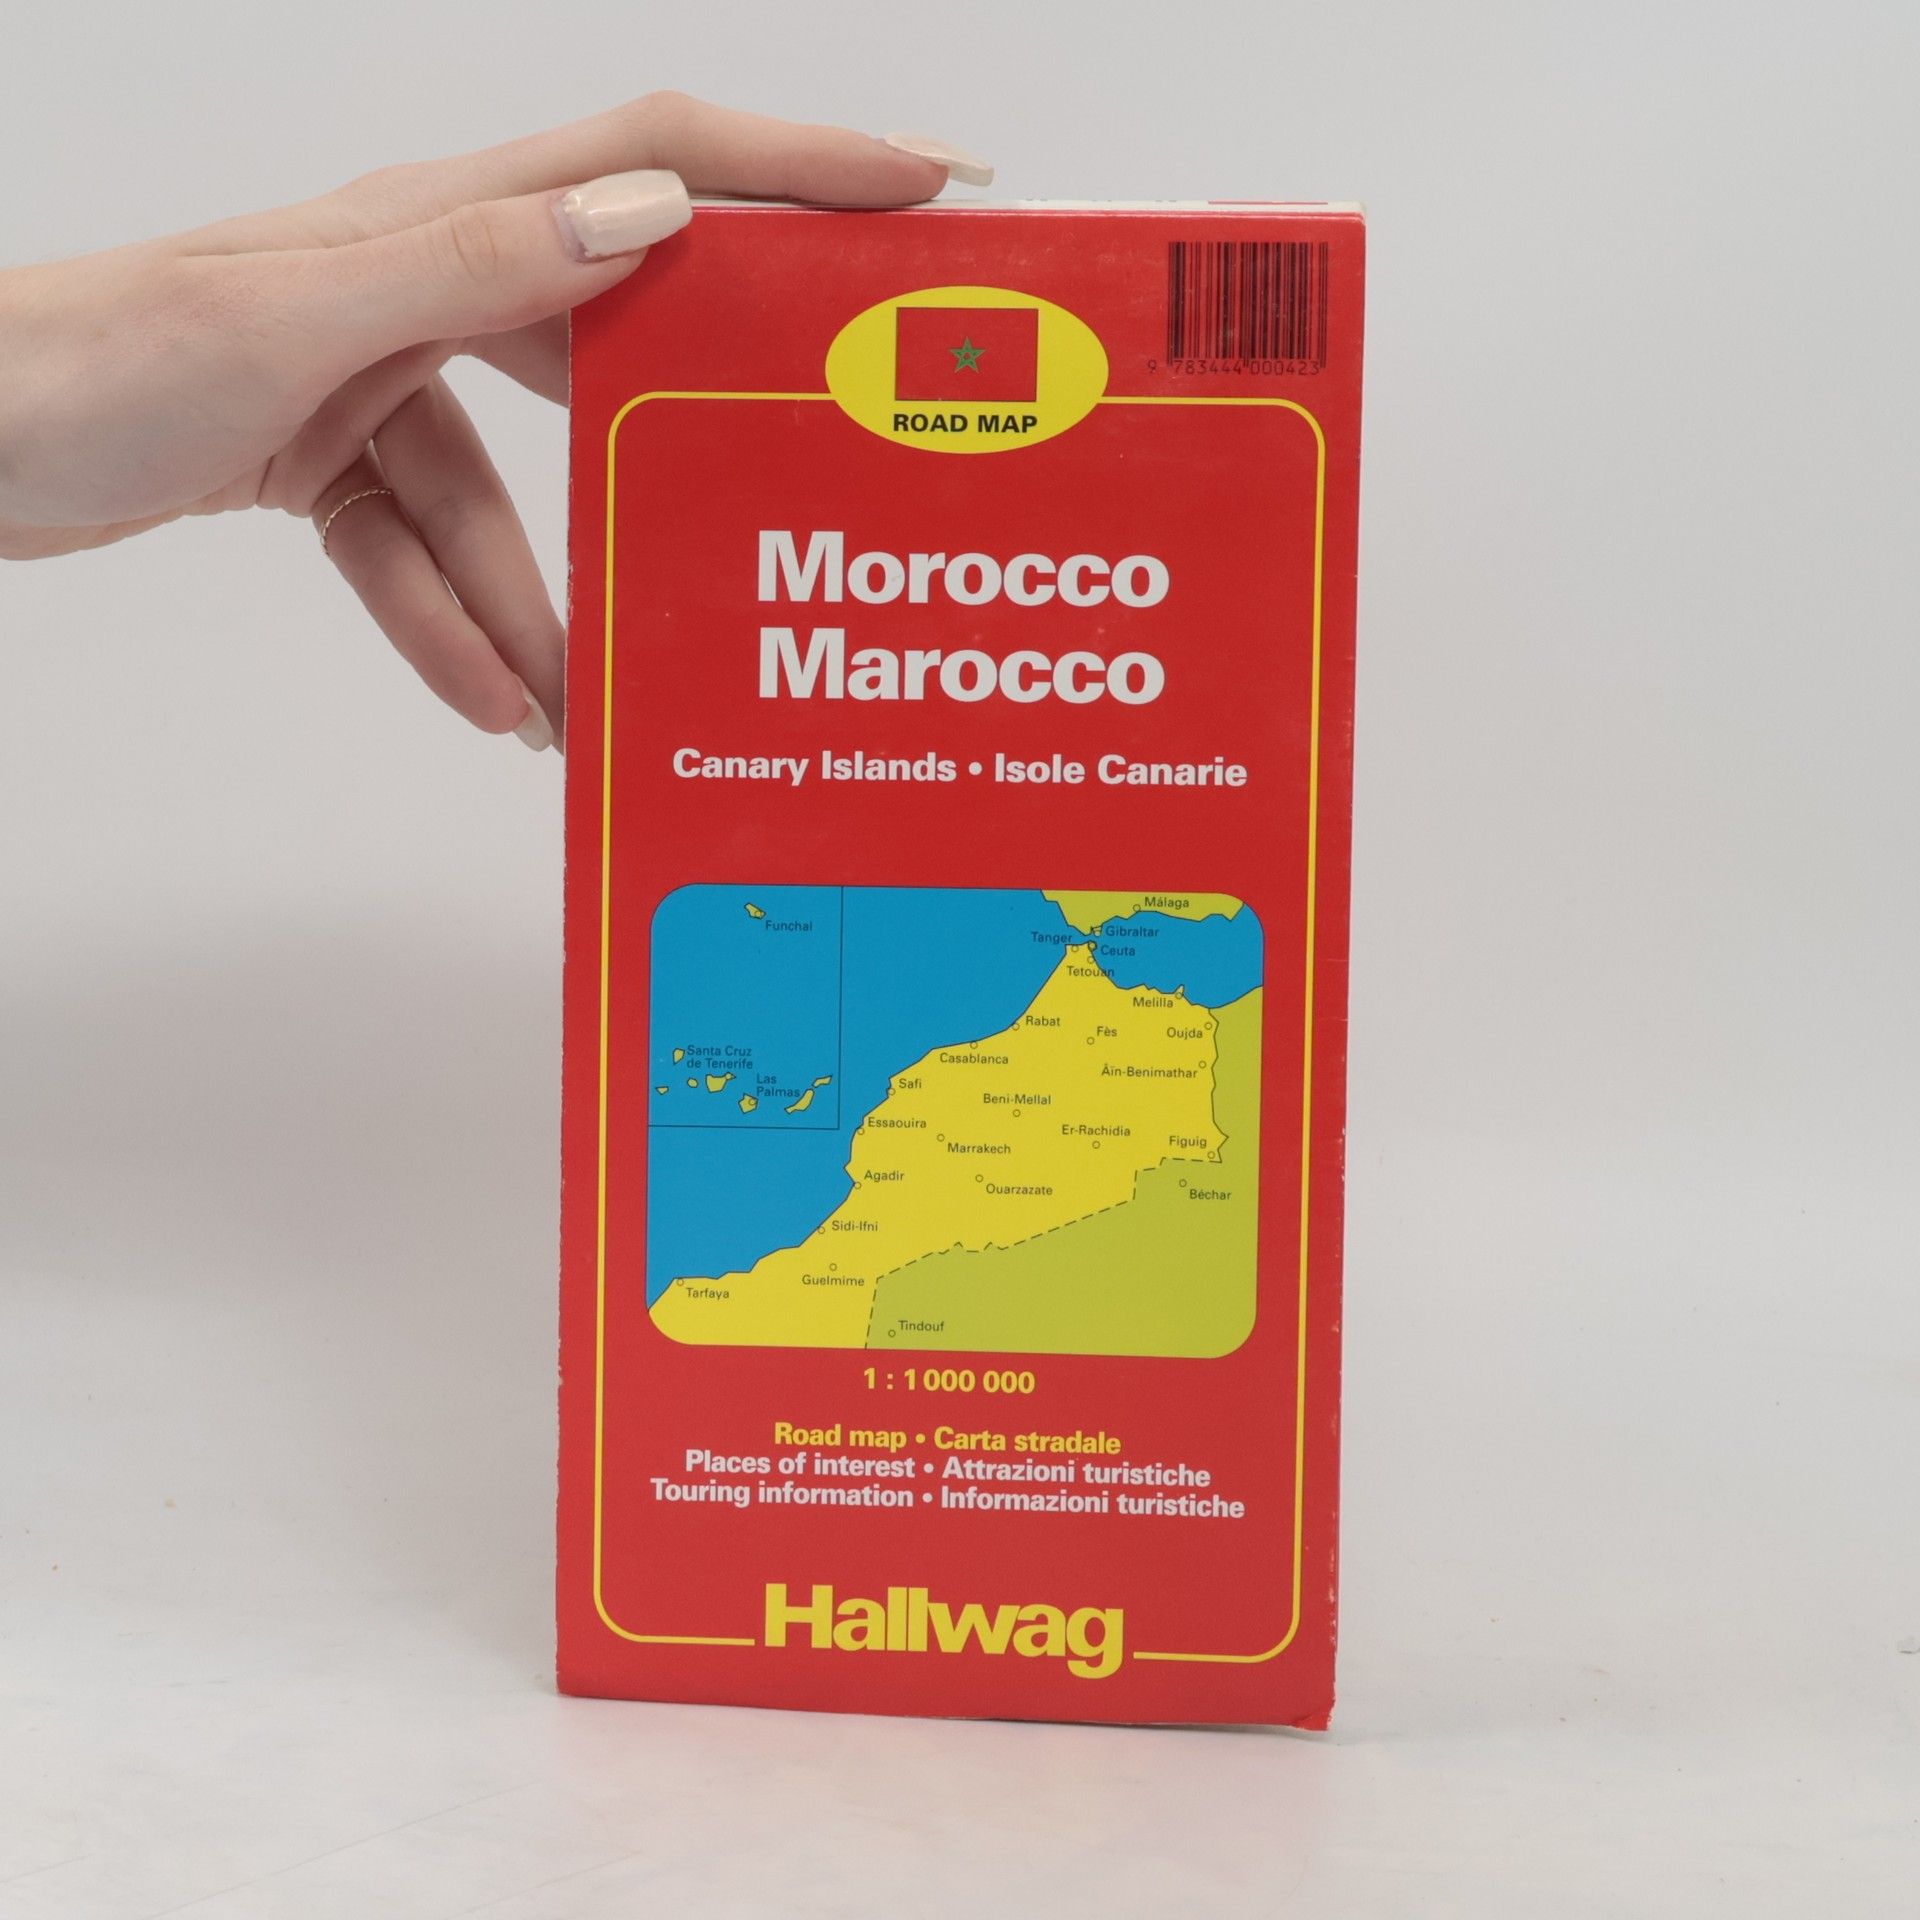 9 783444 000423
ROAD MAP
Morocco
Marocco
Canary Islands • Isole Canarie
Málaga
Funchal
Gibraltar
Tanger
Ceuta
Tetouan
Melilla
Rabat
Fès
Oujda
Santa Cruz
de Tenerife
Casablanca
Âïn-Benimathar
Las
Palmas
Safi
Beni-Mellal
Essaouira
Er-Rachidia
Marrakech
Figuig
Agadir
Ouarzazate
Béchar
Sidi-Ifni
Guelmime
Tarfaya
Tindouf
1 : 1 000 000
Road map • Carta stradale
Places of interest • Attrazioni turistiche
Touring information • Informazioni turistiche
Hallwag